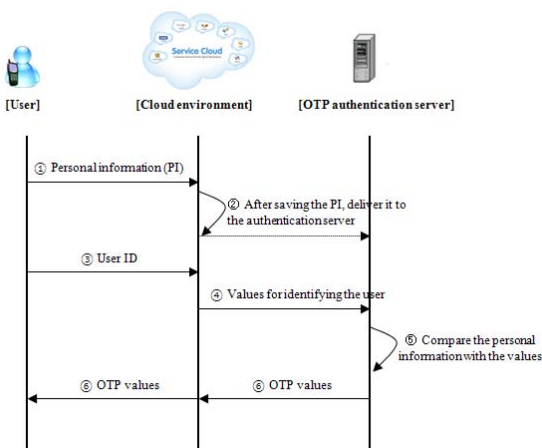 Service Cloud
[User]
[Cloud environment]
[OTP authentication server]
① Personal information (PI)
② After saving the PI, deliver it to
the authentication server
③ User ID
④ Values for identifying the user
⑤ Compare the personal
information with the values
⑥ OTP values
⑥ OTP values